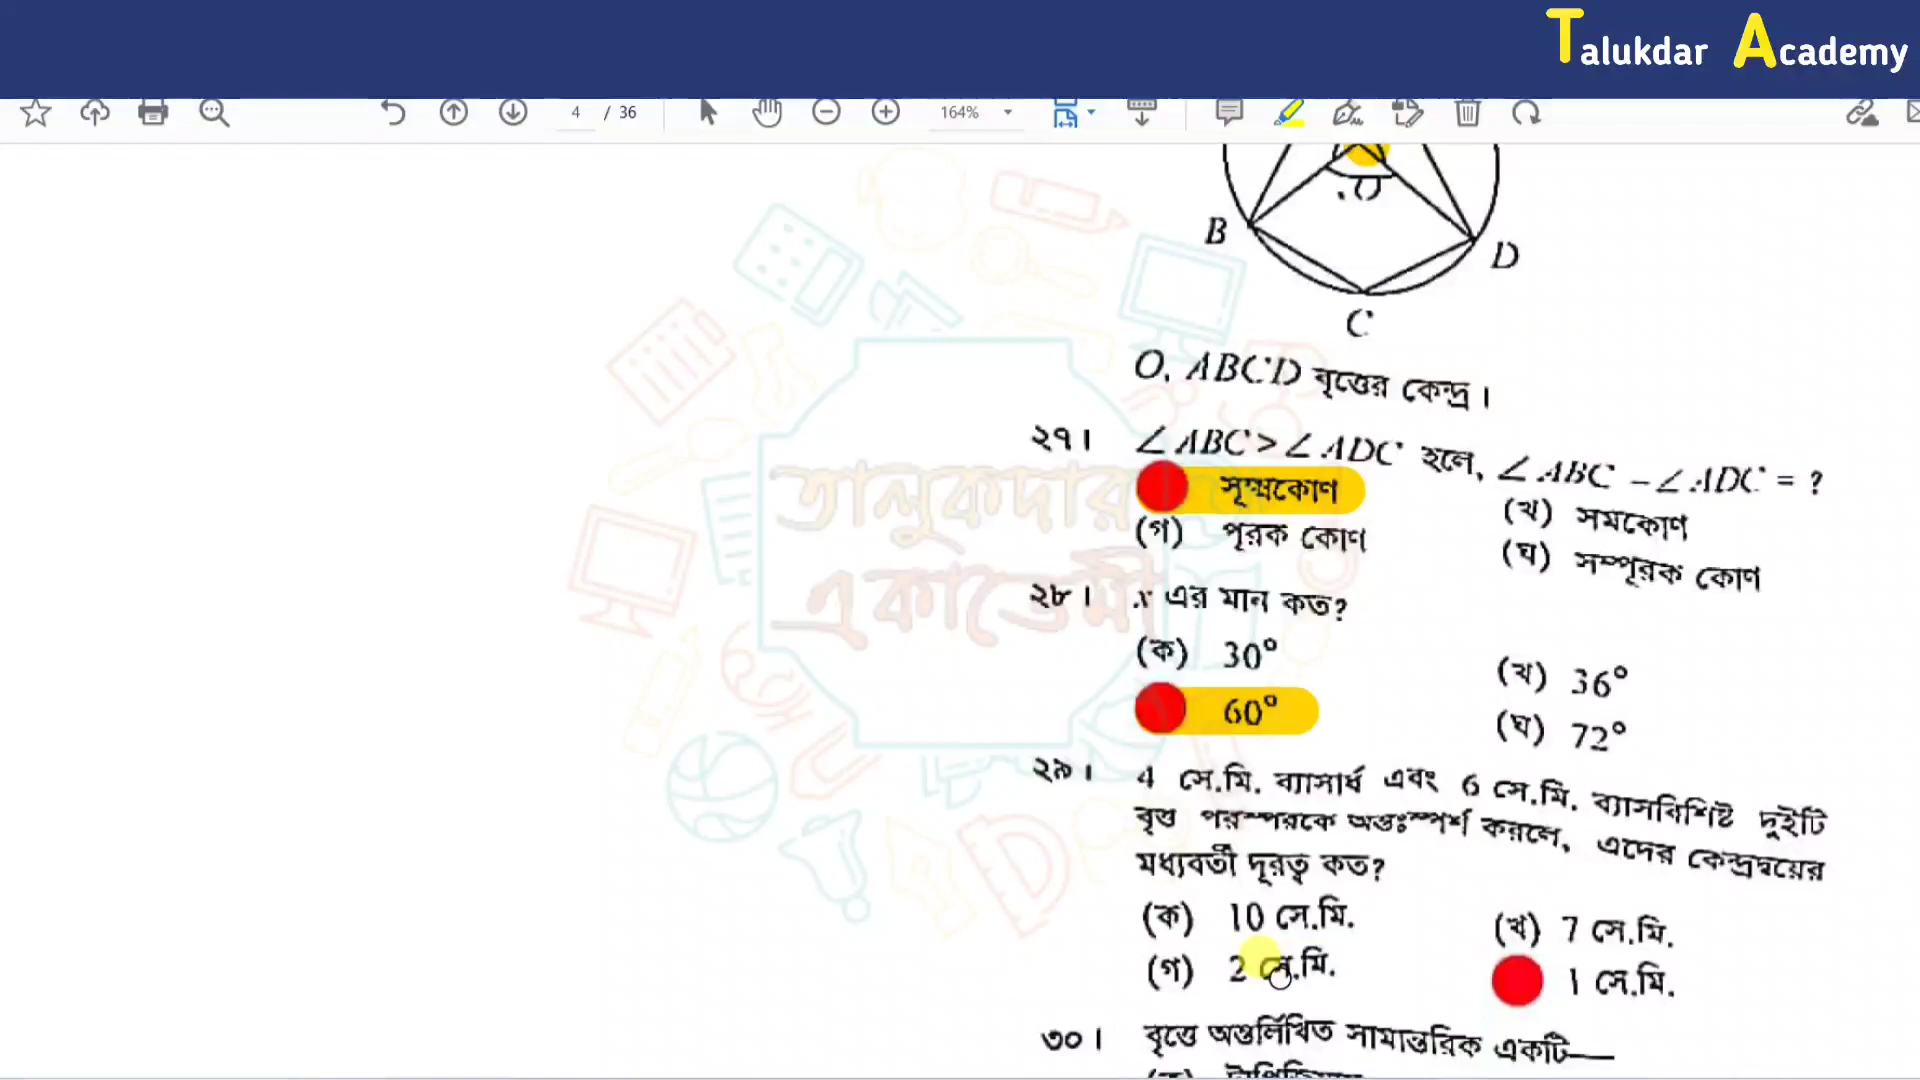 Talukdar Academy
4 / 36
164%
O
B
D
C
O, ABCD বৃত্তের কেন্দ্র।
২৭। ∠ABC > ∠ADC হলে, ∠ABC – ∠ADC = ?
সূক্ষ্মকোণ
(খ) সমকোণ
(গ) পূরক কোণ
(ঘ) সম্পূরক কোণ
২৮। x এর মান কত?
(ক) 30°
(খ) 36°
60°
(ঘ) 72°
২৯। 4 সে.মি. ব্যাসার্ধ এবং 6 সে.মি. ব্যাসবিশিষ্ট দুইটি
বৃত্ত পরস্পরকে অন্তঃস্পর্শ করলে, এদের কেন্দ্রদ্বয়ের
মধ্যবর্তী দূরত্ব কত?
(ক) 10 সে.মি.
(খ) 7 সে.মি.
(গ) 2 সে.মি.
1 সে.মি.
৩০। বৃত্তে অন্তর্লিখিত সামান্তরিক একটি—
তালুকদার
একাডেমী